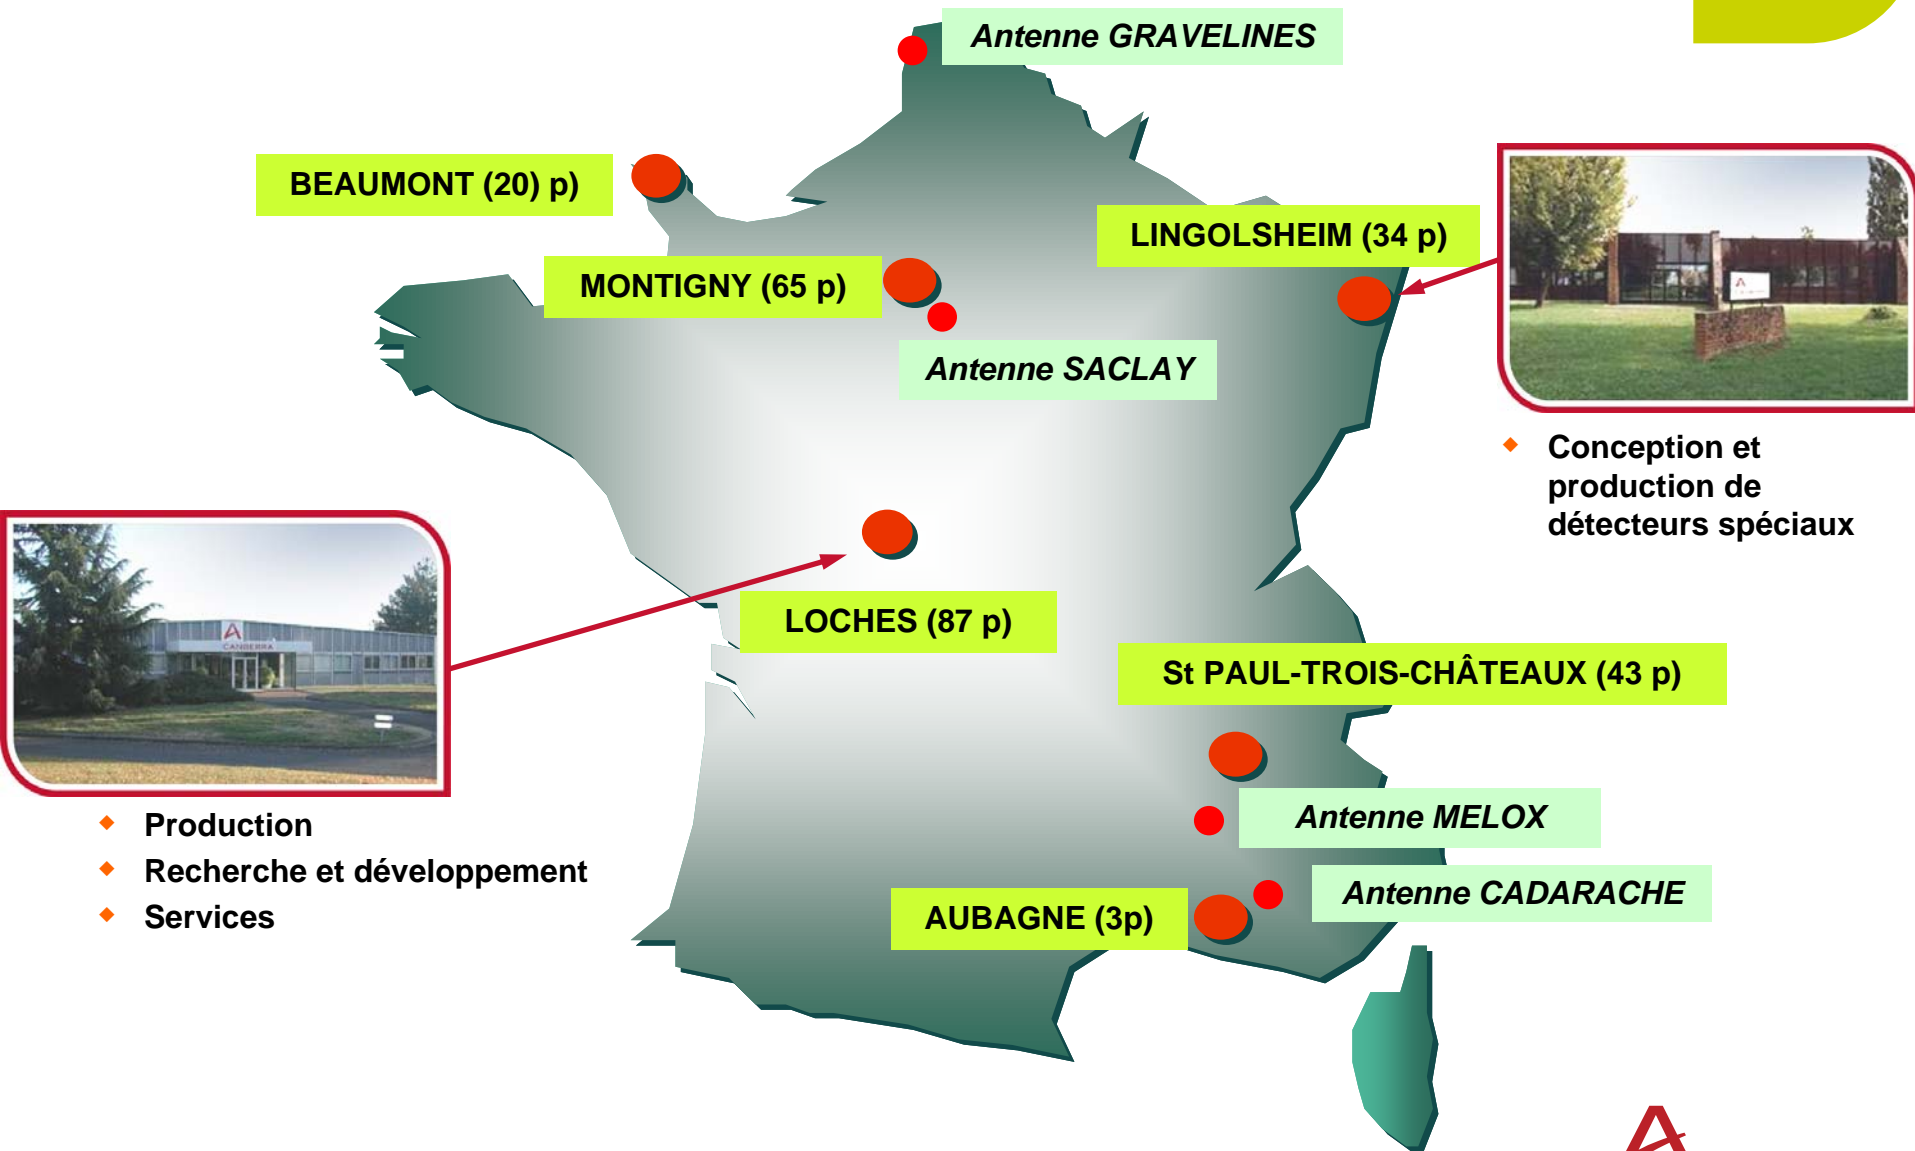 Antenne GRAVELINES
BEAUMONT (20) p)
LINGOLSHEIM (34 p)
MONTIGNY (65 p)
Antenne SACLAY
Conception et
production de
détecteurs spéciaux
CANBERRA
LOCHES (87 p)
St PAUL-TROIS-CHÂTEAUX (43 p)
Antenne MELOX
Production
Recherche et développement
Services
Antenne CADARACHE
AUBAGNE (3p)